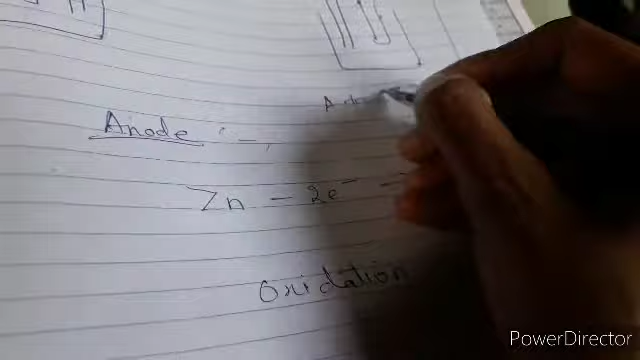 Anode :-
Zn - 2e⁻ -
Oxidation
PowerDirector